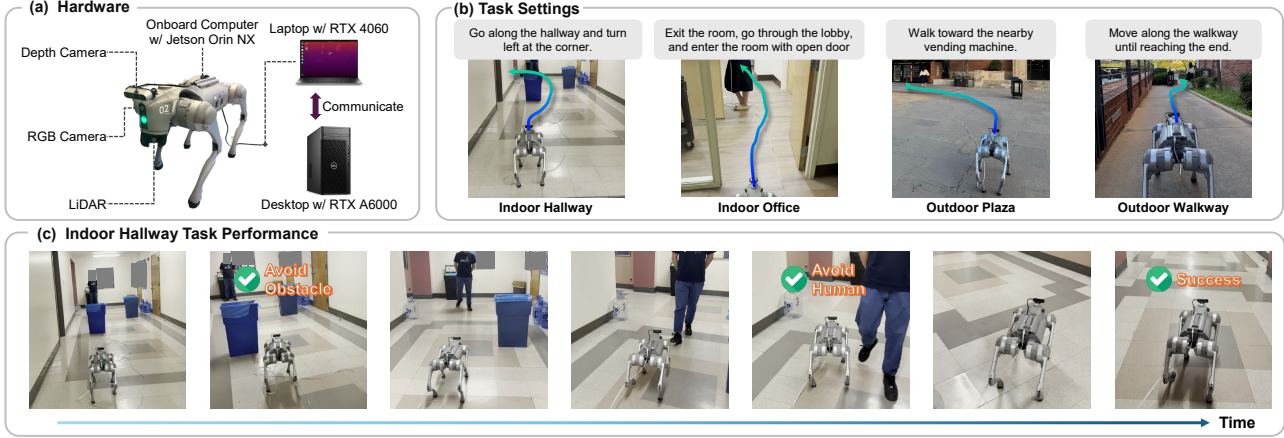 (a) Hardware
Onboard Computer
w/ Jetson Orin NX
Laptop w/ RTX 4060
Depth Camera
02
Communicate
RGB Camera
LiDAR
Desktop w/ RTX A6000
(b) Task Settings
Go along the hallway and turn
left at the corner.
Exit the room, go through the lobby,
and enter the room with open door
Walk toward the nearby
vending machine.
Move along the walkway
until reaching the end.
Indoor Hallway
Indoor Office
Outdoor Plaza
Outdoor Walkway
(c) Indoor Hallway Task Performance
Avoid
Obstacle
Avoid
Human
Success
Time